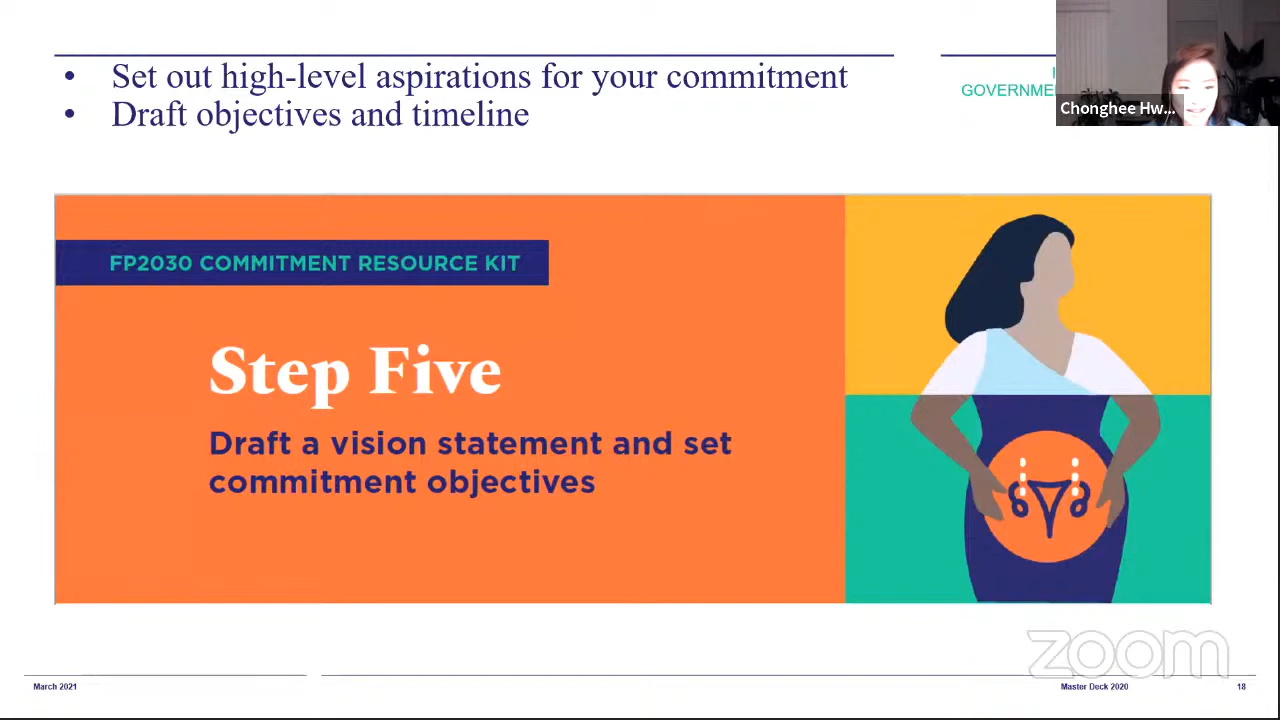 • Set out high-level aspirations for your commitment
• Draft objectives and timeline
Chonghee Hw...
FP2030 COMMITMENT RESOURCE KIT
Step Five
Draft a vision statement and set
commitment objectives
zoom
March 2021
Master Deck 2020
18